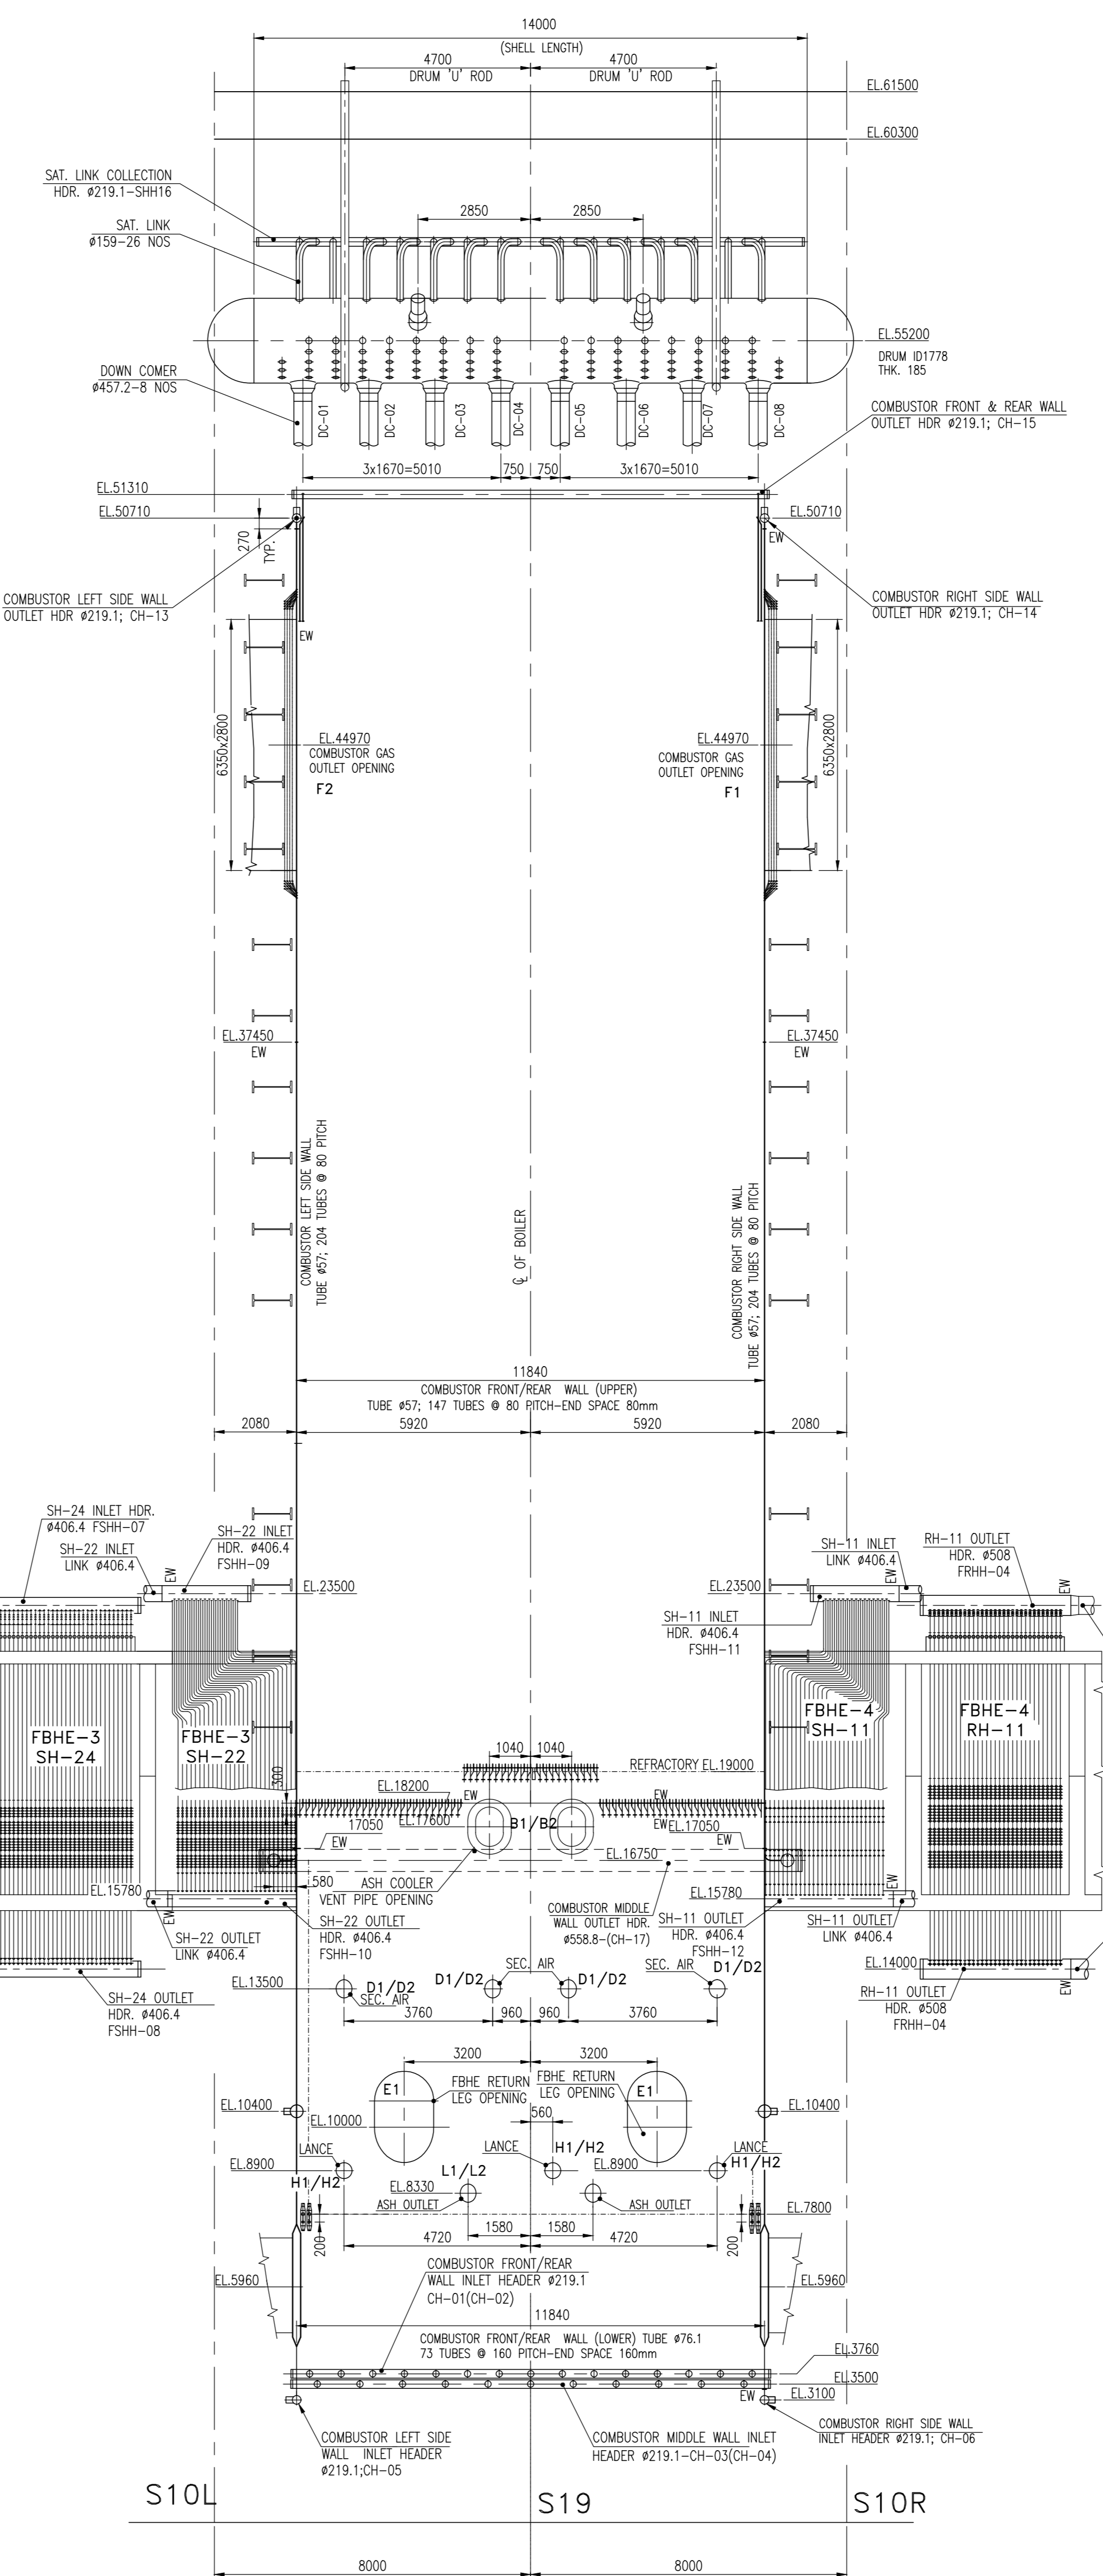 14000
(SHELL LENGTH)
4700
4700
DRUM 'U' ROD
DRUM 'U' ROD
EL.61500
EL.60300
SAT. LINK COLLECTION
HDR. ø219.1-SHH16
SAT. LINK
ø159-26 NOS
2850
2850
EL.55200
DRUM ID1778
THK. 185
DOWN COMER
ø457.2-8 NOS
DC-01
DC-02
DC-03
DC-04
DC-05
DC-06
DC-07
DC-08
COMBUSTOR FRONT & REAR WALL
OUTLET HDR ø219.1; CH-15
3x1670=5010
750
750
3x1670=5010
EL.51310
EL.50710
EL.50710
270
TYP.
EW
COMBUSTOR LEFT SIDE WALL
OUTLET HDR ø219.1; CH-13
COMBUSTOR RIGHT SIDE WALL
OUTLET HDR ø219.1; CH-14
EW
6350x2800
6350x2800
EL.44970
COMBUSTOR GAS
OUTLET OPENING
F2
EL.44970
COMBUSTOR GAS
OUTLET OPENING
F1
EL.37450
EW
EL.37450
EW
COMBUSTOR LEFT SIDE WALL
TUBE ø57; 204 TUBES @ 80 PITCH
℄ OF BOILER
COMBUSTOR RIGHT SIDE WALL
TUBE ø57; 204 TUBES @ 80 PITCH
11840
COMBUSTOR FRONT/REAR WALL (UPPER)
TUBE ø57; 147 TUBES @ 80 PITCH-END SPACE 80mm
2080
5920
5920
2080
SH-24 INLET HDR.
ø406.4 FSHH-07
SH-22 INLET
LINK ø406.4
EW
SH-22 INLET
HDR. ø406.4
FSHH-09
EL.23500
EL.23500
SH-11 INLET
LINK ø406.4
EW
RH-11 OUTLET
HDR. ø508
FRHH-04
EW
SH-11 INLET
HDR. ø406.4
FSHH-11
FBHE-3
SH-24
FBHE-3
SH-22
FBHE-4
SH-11
FBHE-4
RH-11
1040
1040
REFRACTORY EL.19000
300
EL.18200
EW
EL.17600
B1/B2
EW
EL.17050
17050
EW
EW
EL.16750
EL.15780
580
ASH COOLER
VENT PIPE OPENING
EL.15780
COMBUSTOR MIDDLE
WALL OUTLET HDR.
ø558.8-(CH-17)
SH-22 OUTLET
HDR. ø406.4
FSHH-10
EW
SH-22 OUTLET
LINK ø406.4
SH-11 OUTLET
HDR. ø406.4
FSHH-12
EW
SH-11 OUTLET
LINK ø406.4
EL.14000
EW
RH-11 OUTLET
HDR. ø508
FRHH-04
SH-24 OUTLET
HDR. ø406.4
FSHH-08
EL.13500
D1/D2
SEC. AIR
D1/D2
SEC. AIR
D1/D2
SEC. AIR
D1/D2
3760
960
960
3760
3200
3200
E1
FBHE RETURN
LEG OPENING
FBHE RETURN
LEG OPENING
E1
EL.10400
EL.10400
EL.10000
560
LANCE
LANCE
H1/H2
LANCE
EL.8900
H1/H2
EL.8900
H1/H2
L1/L2
EL.8330
ASH OUTLET
ASH OUTLET
EL.7800
200
1580
1580
200
4720
4720
COMBUSTOR FRONT/REAR
WALL INLET HEADER ø219.1
CH-01(CH-02)
EL.5960
EL.5960
11840
COMBUSTOR FRONT/REAR WALL (LOWER) TUBE ø76.1
73 TUBES @ 160 PITCH-END SPACE 160mm
EL.3760
EL.3500
EW
EL.3100
COMBUSTOR LEFT SIDE
WALL INLET HEADER
ø219.1;CH-05
COMBUSTOR MIDDLE WALL INLET
HEADER ø219.1-CH-03(CH-04)
COMBUSTOR RIGHT SIDE WALL
INLET HEADER ø219.1; CH-06
S10L
S19
S10R
8000
8000